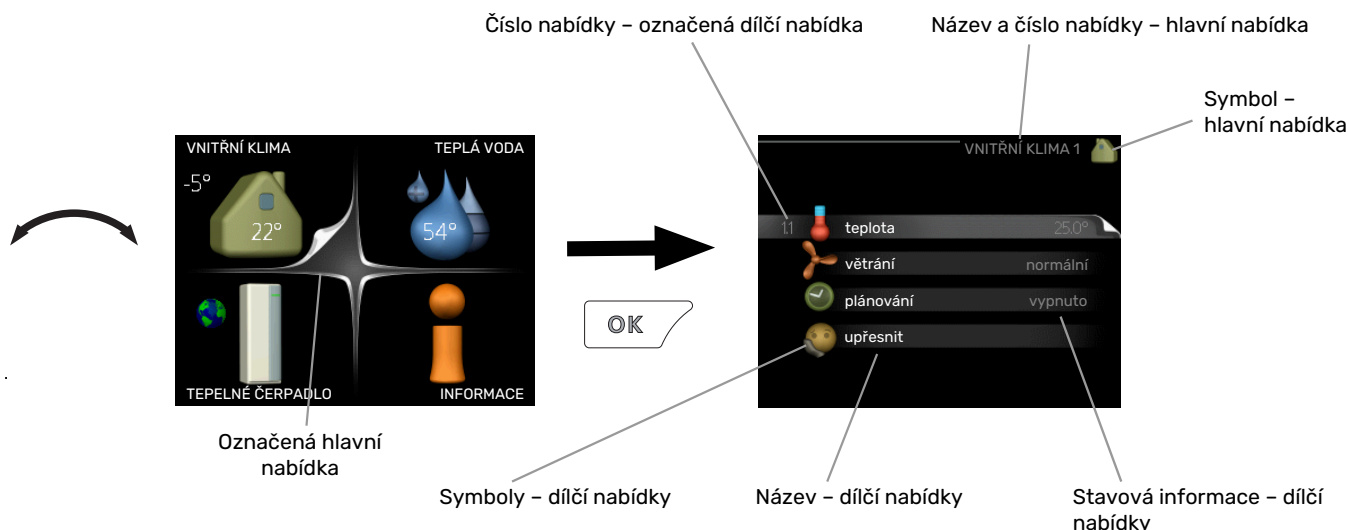 Číslo nabídky – označená dílčí nabídka
Název a číslo nabídky – hlavní nabídka
Symbol –
hlavní nabídka
VNITŘNÍ KLIMA
TEPLÁ VODA
-5°
22°
54°
TEPELNÉ ČERPADLO
INFORMACE
OK
VNITŘNÍ KLIMA 1
1.1
teplota
25.0°
větrání
normální
plánování
vypnuto
upřesnit
.
Označená hlavní
nabídka
Symboly – dílčí nabídky
Název – dílčí nabídky
Stavová informace – dílčí
nabídky